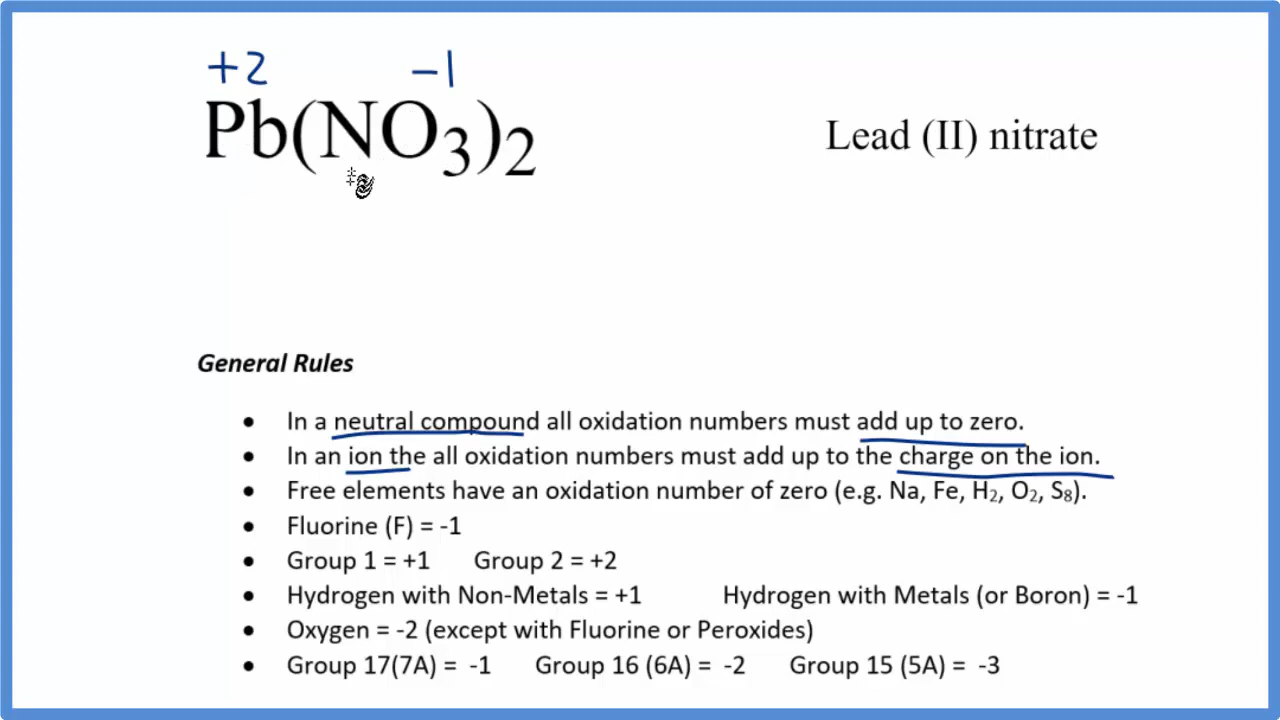 +2 -1
Pb(NO₃)₂ Lead (II) nitrate
General Rules
• In a neutral compound all oxidation numbers must add up to zero.
• In an ion the all oxidation numbers must add up to the charge on the ion.
• Free elements have an oxidation number of zero (e.g. Na, Fe, H₂, O₂, S₈).
• Fluorine (F) = -1
• Group 1 = +1 Group 2 = +2
• Hydrogen with Non-Metals = +1 Hydrogen with Metals (or Boron) = -1
• Oxygen = -2 (except with Fluorine or Peroxides)
• Group 17(7A) = -1 Group 16 (6A) = -2 Group 15 (5A) = -3